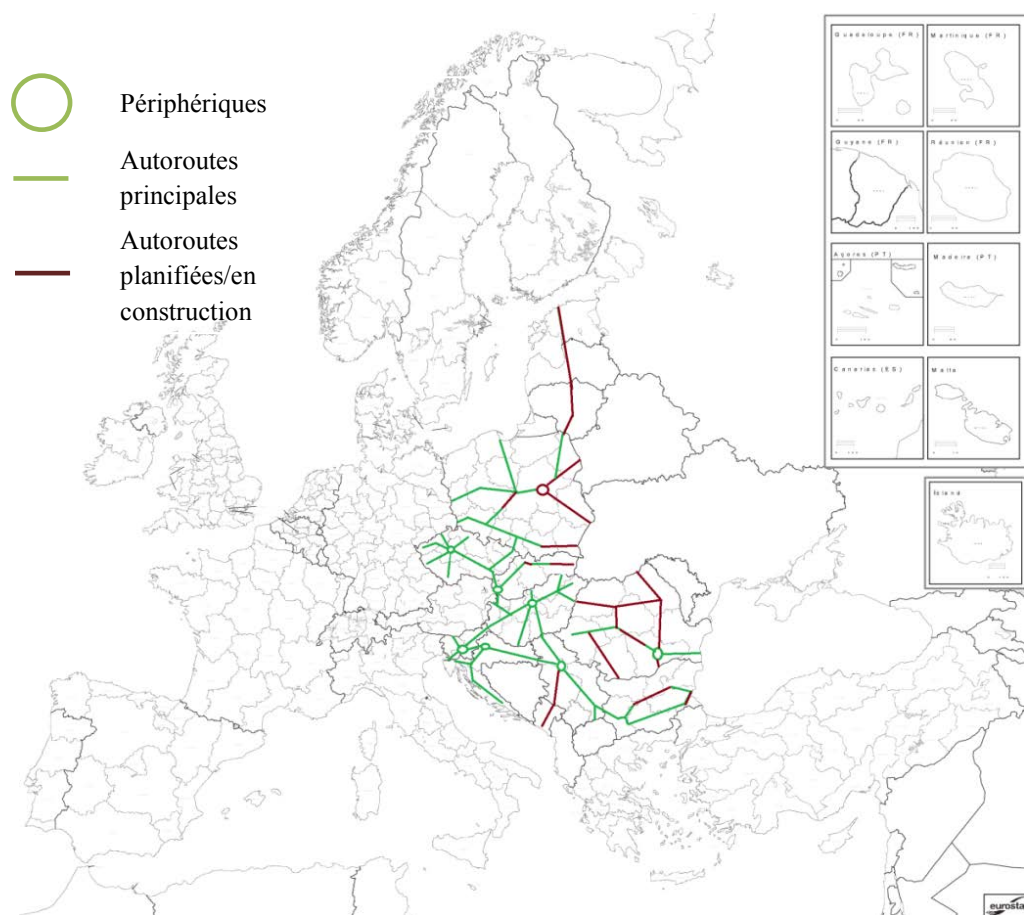 Périphériques
Autoroutes
principales
Autoroutes
planifiées/en
construction
Guadeloupe (FR)
Martinique (FR)
Guyane (FR)
Réunion (FR)
Açores (PT)
Madeira (PT)
Canarias (ES)
Malta
Ísland
eurosta